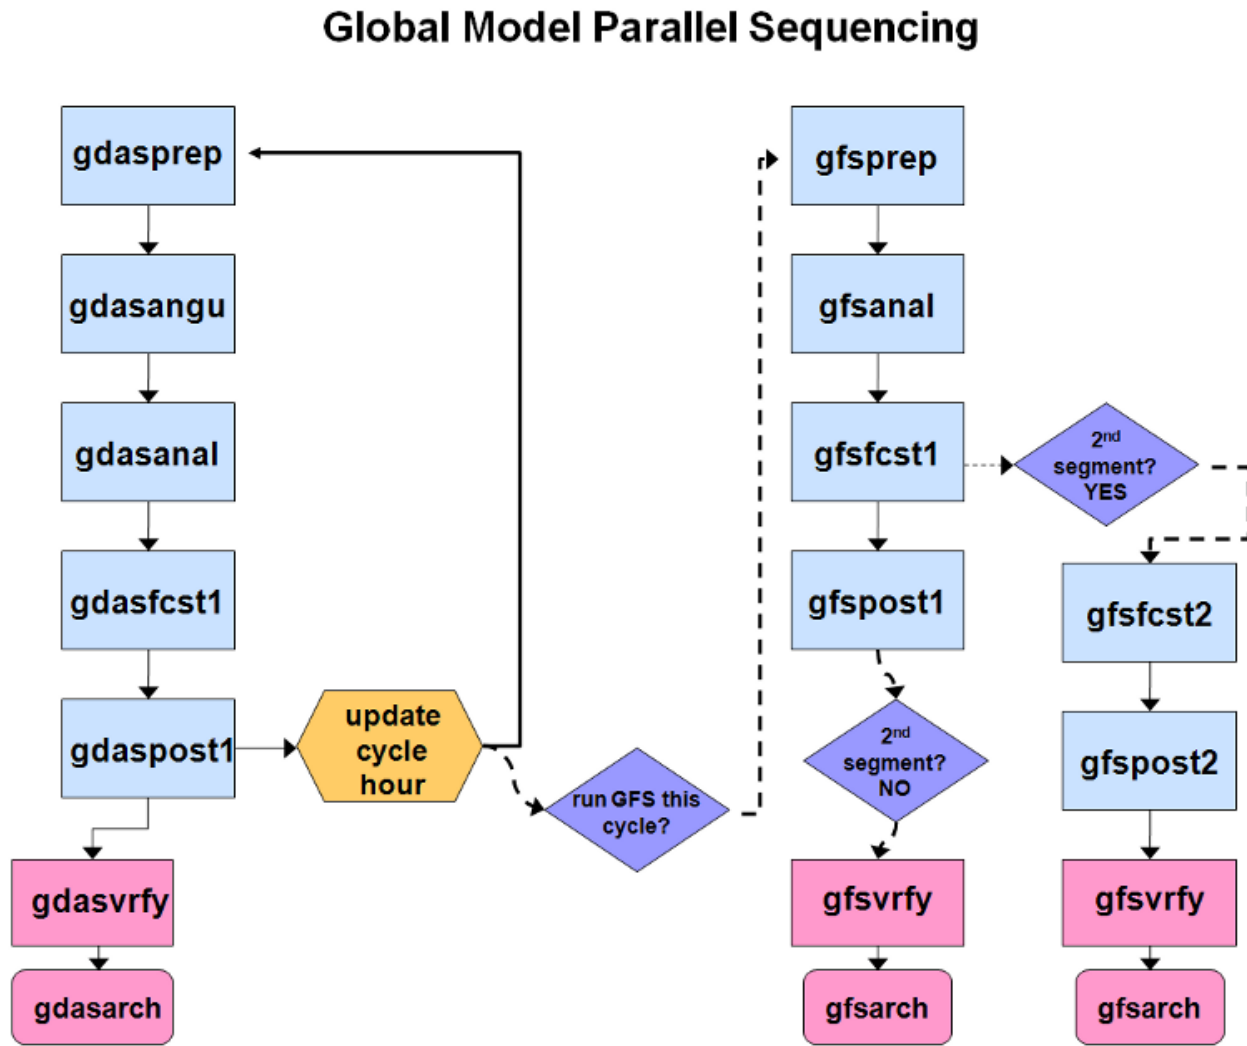 Global Model Parallel Sequencing
gdasprep
gdasangu
gdasanal
gdasfcst1
gdaspost1
update
cycle
hour
run GFS this
cycle?
gdasvrfy
gdasarch
gfsprep
gfsanal
gfsfcst1
2nd
segment?
YES
gfspost1
2nd
segment?
NO
gfsvrfy
gfsarch
gfsfcst2
gfspost2
gfsvrfy
gfsarch